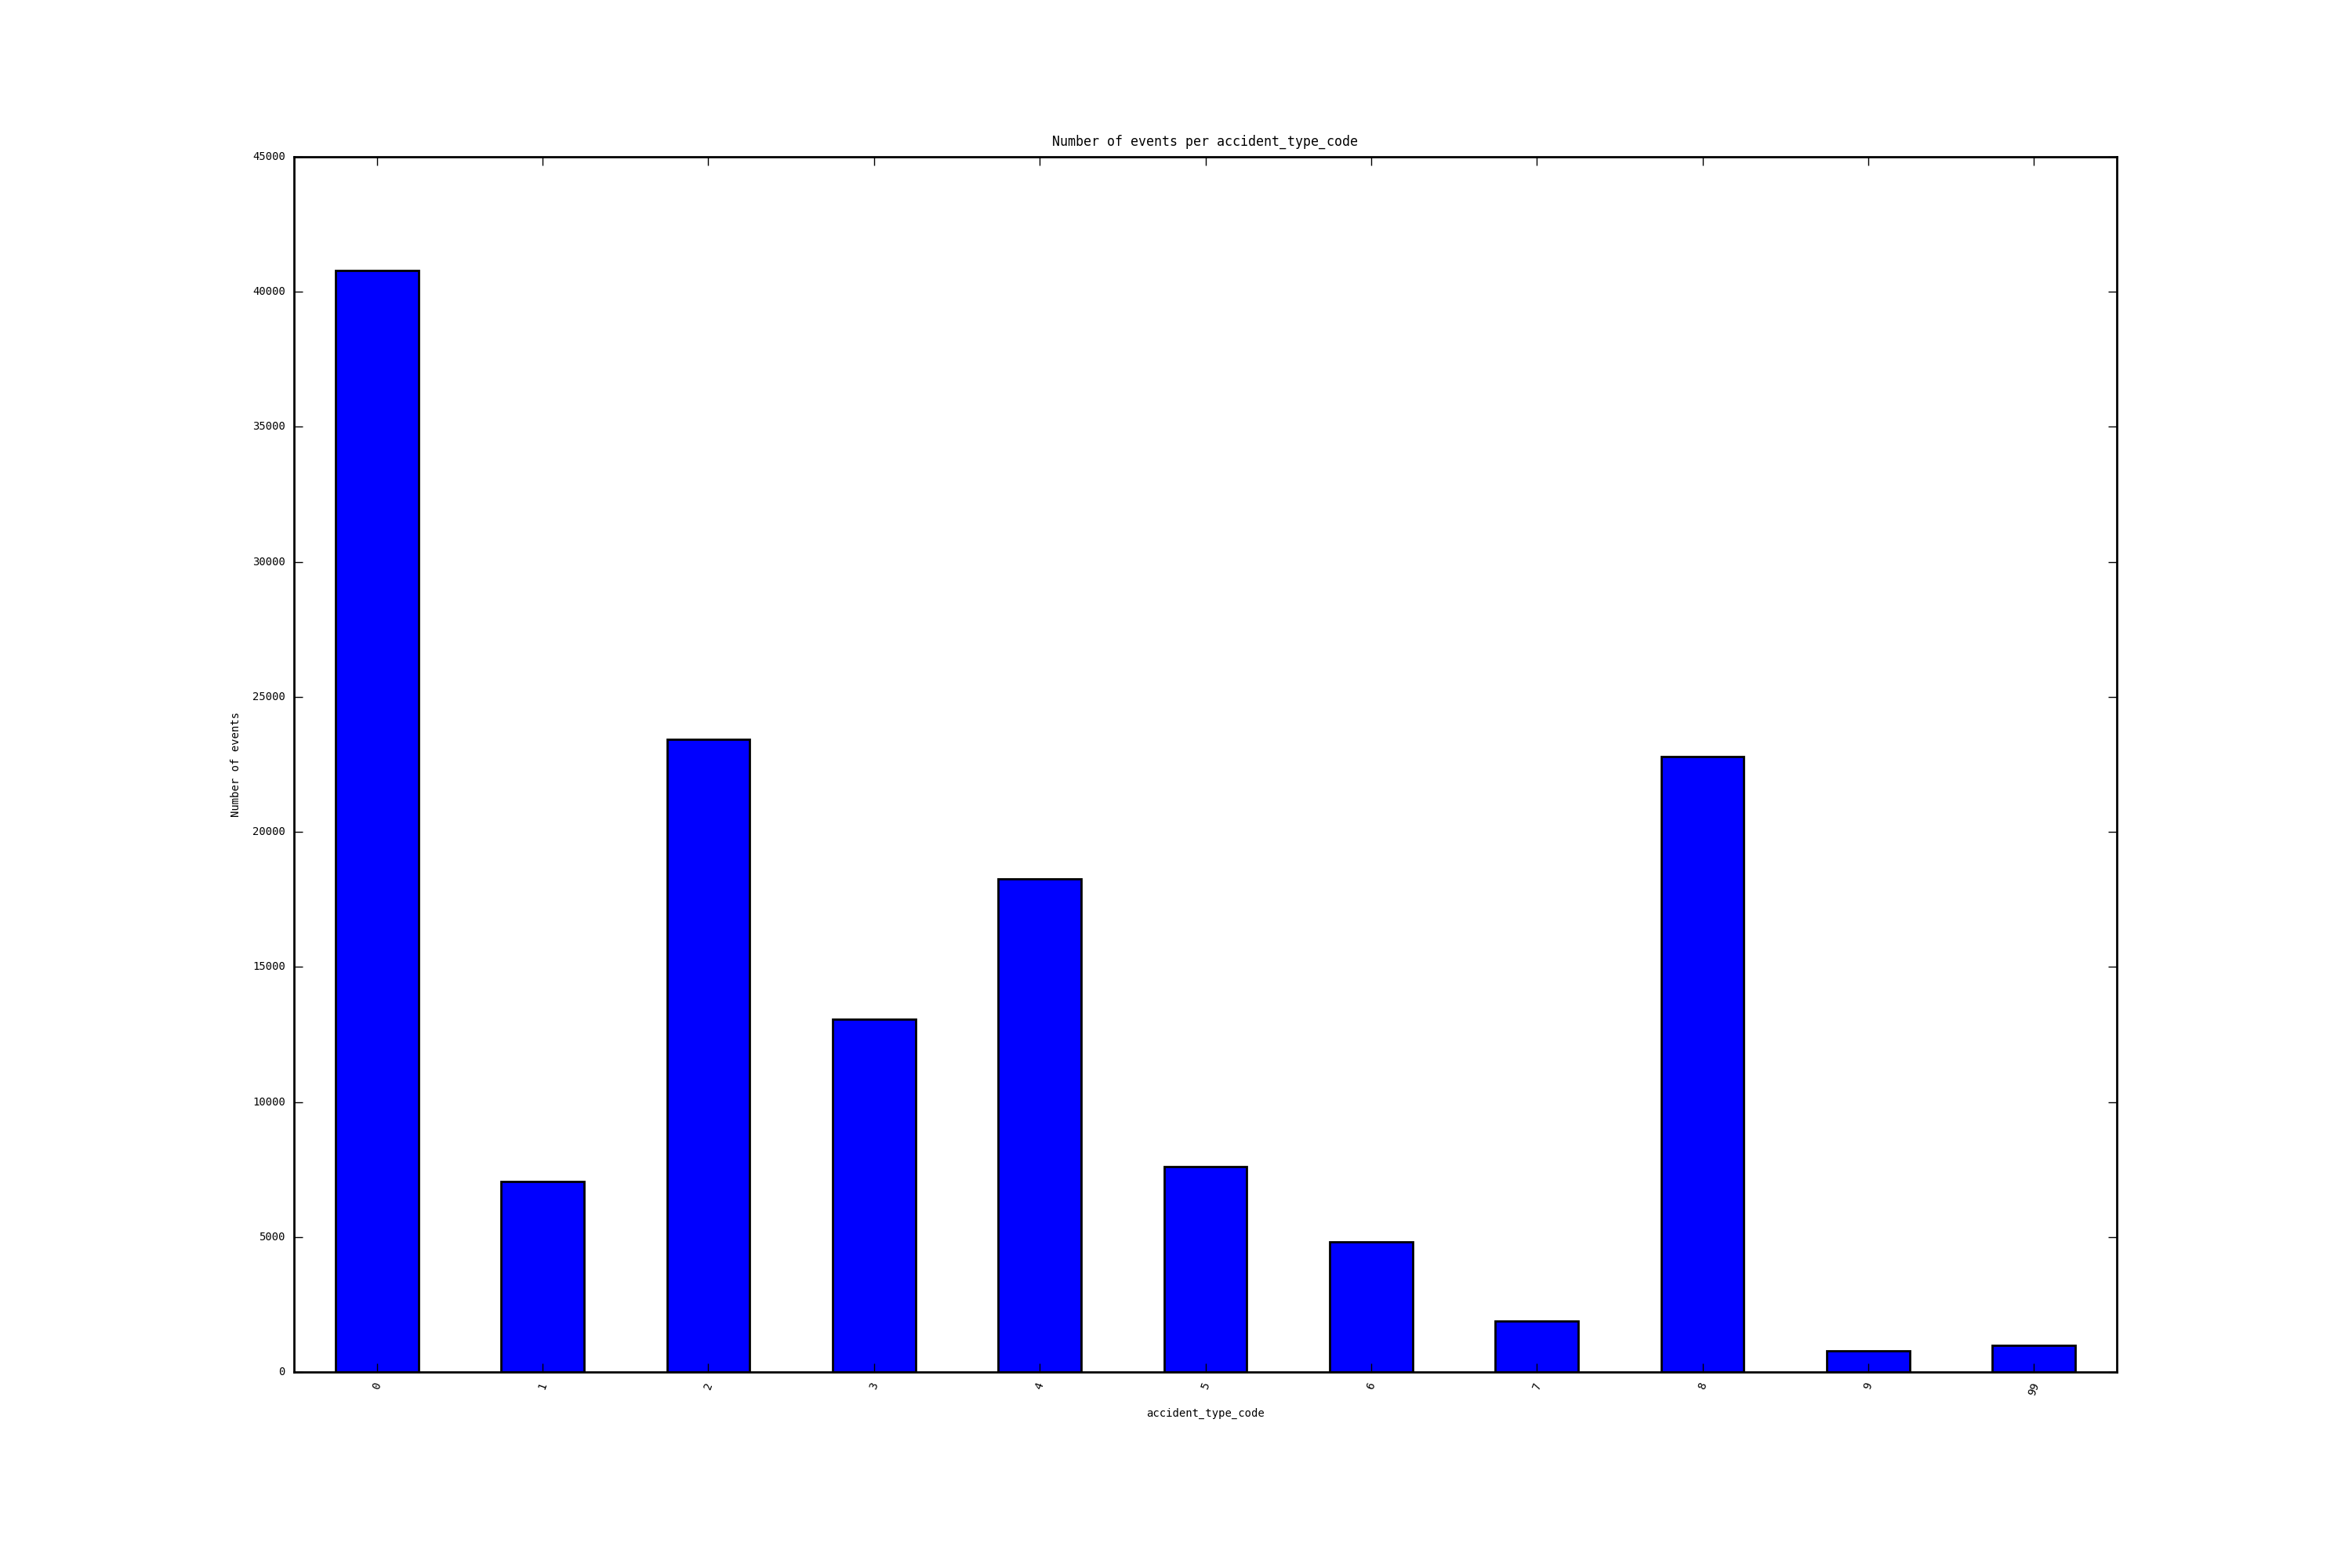 Number of events per accident_type_code
45000
40000
35000
30000
25000
20000
15000
10000
5000
0
Number of events
0 1 2 3 4 5 6 7 8 9 99
accident_type_code